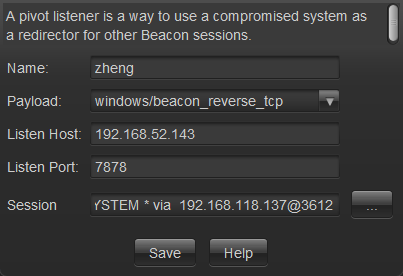 A pivot listener is a way to use a compromised system as
a redirector for other Beacon sessions.
Name: zheng
Payload: windows/beacon_reverse_tcp
Listen Host: 192.168.52.143
Listen Port: 7878
Session YSTEM * via 192.168.118.137@3612 ...
Save Help